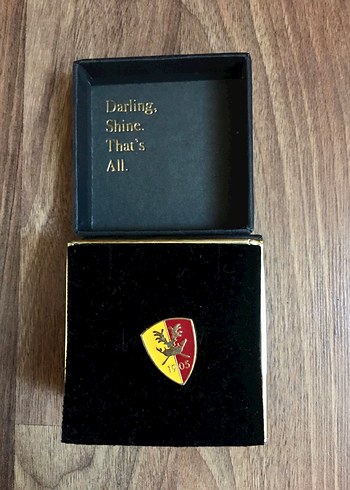 Darling,
Shine.
That's
All.
1905